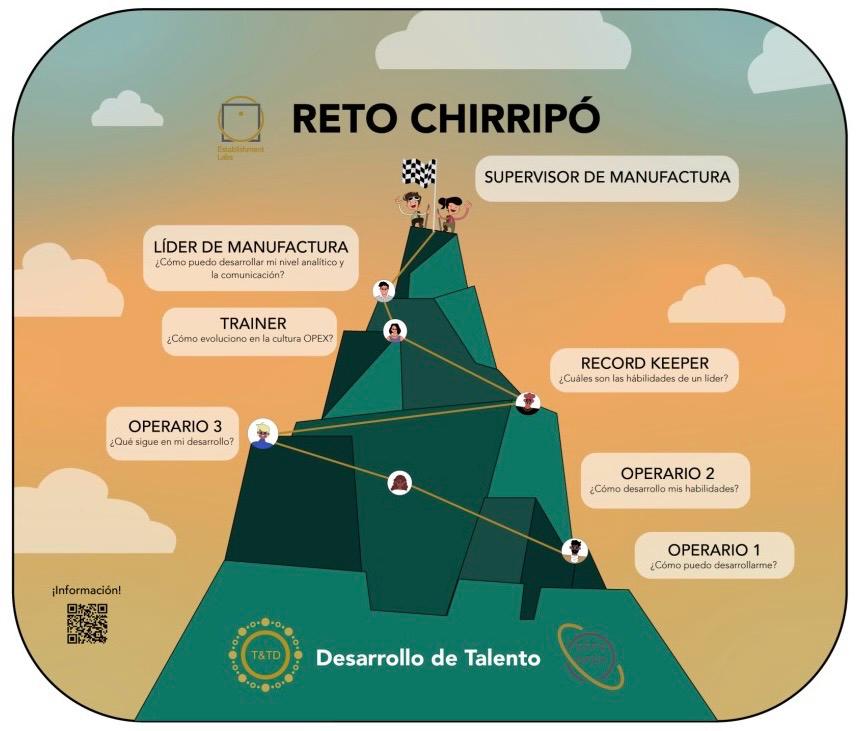 RETO CHIRRIPÓ
Establishment
Labs
SUPERVISOR DE MANUFACTURA
LÍDER DE MANUFACTURA
¿Cómo puedo desarrollar mi nivel analítico y
la comunicación?
TRAINER
¿Cómo evoluciono en la cultura OPEX?
RECORD KEEPER
¿Cuáles son las hábilidades de un líder?
OPERARIO 3
¿Qué sigue en mi desarrollo?
OPERARIO 2
¿Cómo desarrollo mis habilidades?
OPERARIO 1
¿Cómo puedo desarrollarme?
¡Información!
T&TD
Desarrollo de Talento